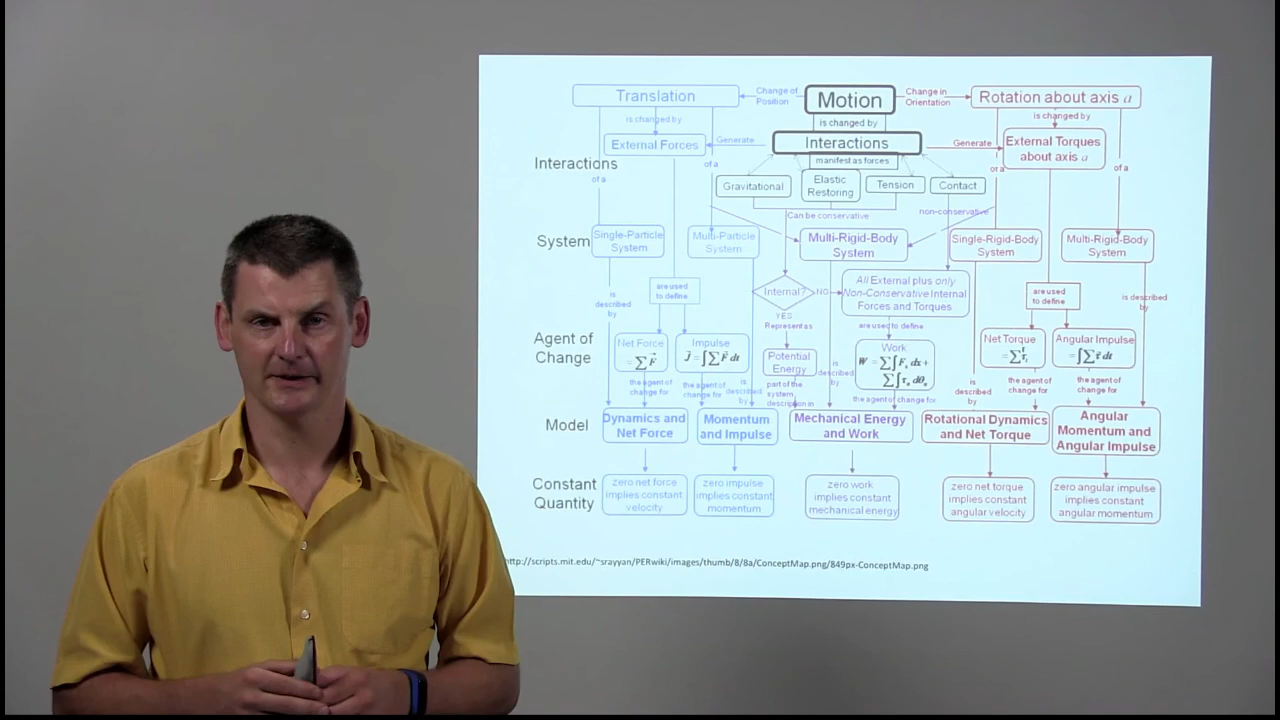 Translation
Change of
Position
Motion
Change in
Orientation
Rotation about axis a
is changed by
is changed by
is changed by
External Forces
Generate
Interactions
Generate
External Torques
about axis a
Interactions
manifest as forces
of a
of a
of a
of a
Gravitational
Elastic
Restoring
Tension
Contact
Can be conservative
non-conservative
System
Single-Particle
System
Multi-Particle
System
Multi-Rigid-Body
System
Single-Rigid-Body
System
Multi-Rigid-Body
System
is
described
by
are used
to define
Internal?
NO
YES
Represent as
All External plus only
Non-Conservative Internal
Forces and Torques
are used to define
are used
to define
is described
by
Agent of
Change
Net Force
= ∑ F⃗
Impulse
J⃗ = ∫∑ F⃗ dt
Potential
Energy
Work
W = ∑∫ Fₓ dx +
Net Torque
Angular Impulse
= ∫∑ τ⃗ dt
the agent of
change for
the agent of
change for
is
described
by
part of the
system
description in
is
described
by
the agent of change for
is
described
by
the agent of
change for
the agent of
change for
Model
Dynamics and
Net Force
Momentum
and Impulse
Mechanical Energy
and Work
Rotational Dynamics
and Net Torque
Angular
Momentum and
Angular Impulse
Constant
Quantity
zero net force
implies constant
velocity
zero impulse
implies constant
momentum
zero work
implies constant
mechanical energy
zero net torque
implies constant
angular velocity
zero angular impulse
implies constant
angular momentum
http://scripts.mit.edu/~srayyan/PERwiki/images/thumb/8/8a/ConceptMap.png/849px-ConceptMap.png